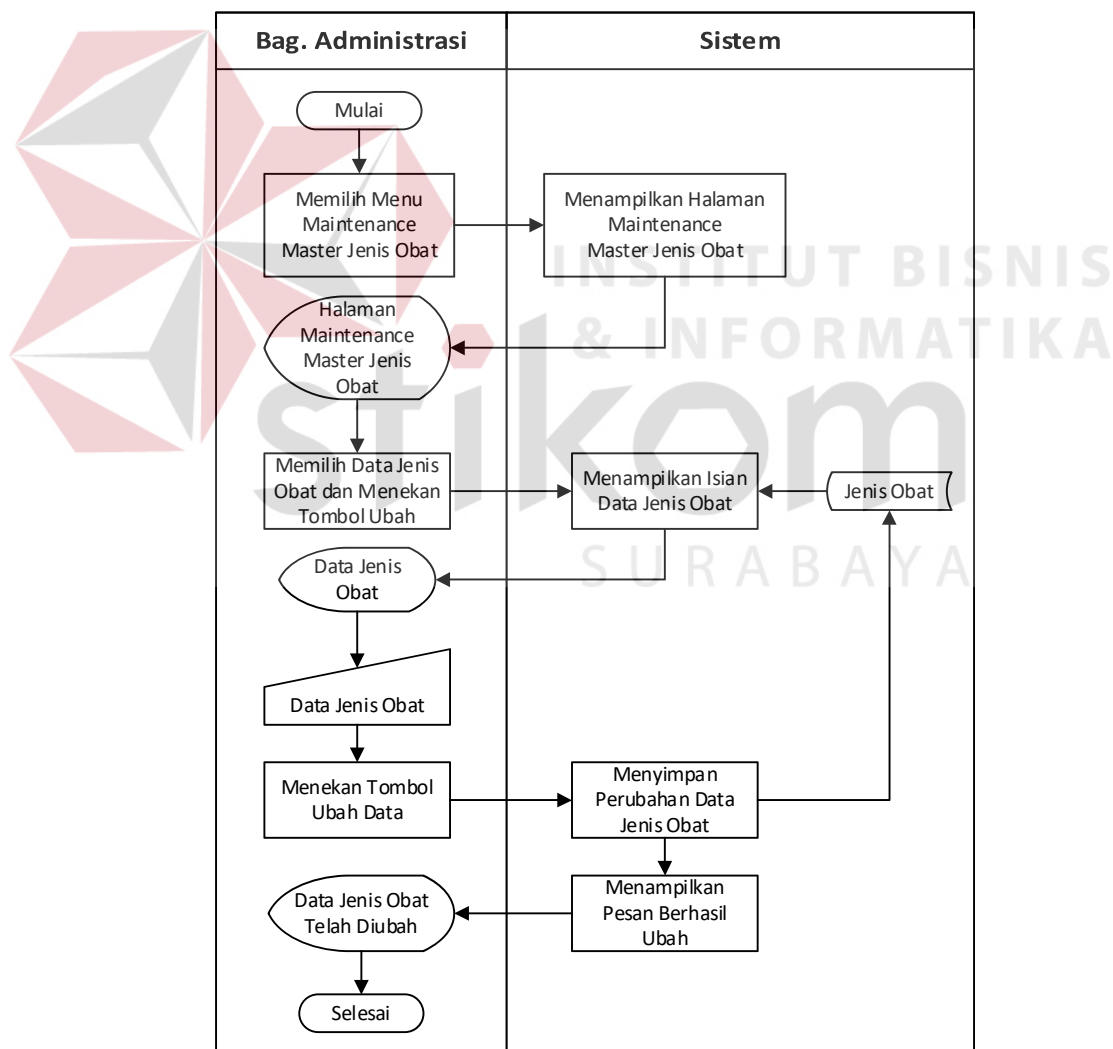 Bag. Administrasi
Sistem
Mulai
Memilih Menu
Maintenance
Master Jenis Obat
Menampilkan Halaman
Maintenance
Master Jenis Obat
INSTITUT BISNIS
& INFORMATIKA
stikom
SURABAYA
Halaman
Maintenance
Master Jenis
Obat
Memilih Data Jenis
Obat dan Menekan
Tombol Ubah
Menampilkan Isian
Data Jenis Obat
Jenis Obat
Data Jenis
Obat
Data Jenis Obat
Menekan Tombol
Ubah Data
Menyimpan
Perubahan Data
Jenis Obat
Menampilkan
Pesan Berhasil
Ubah
Data Jenis Obat
Telah Diubah
Selesai